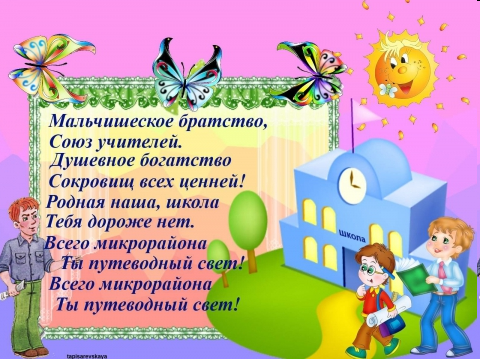 Мальчишеское братство,
Союз учителей.
Душевное богатство
Сокровищ всех ценней!
Родная наша, школа
Тебя дороже нет.
Всего микрорайона
Ты путеводный свет!
Всего микрорайона
Ты путеводный свет!
школа
tapisarevskaya